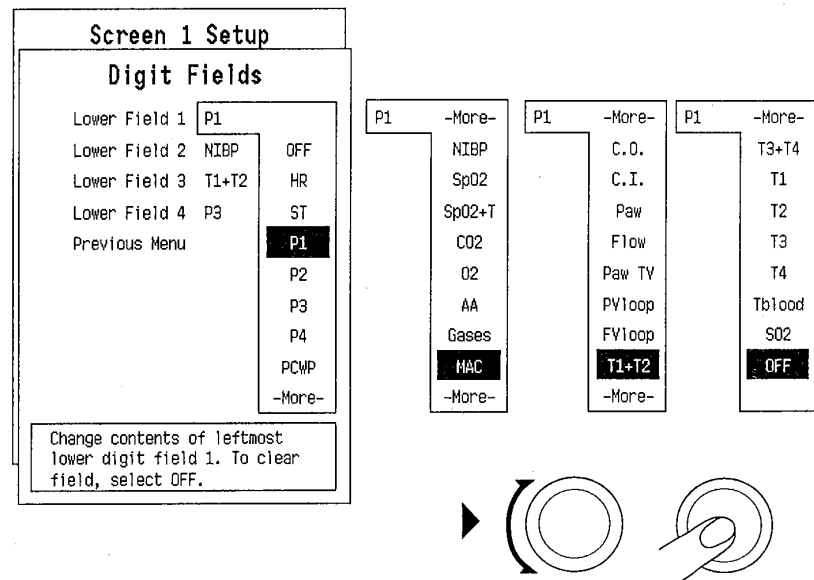 Screen 1 Setup
Digit Fields
Lower Field 1 P1
Lower Field 2 NIBP
Lower Field 3 T1+T2
Lower Field 4 P3
Previous Menu
OFF
HR
ST
P1
P2
P3
P4
PCWP
-More-
Change contents of leftmost
lower digit field 1. To clear
field, select OFF.
P1 -More-
NIBP
SpO2
SpO2+T
CO2
O2
AA
Gases
MAC
-More-
P1 -More-
C.O.
C.I.
Paw
Flow
Paw TV
PVloop
FVloop
T1+T2
-More-
P1 -More-
T3+T4
T1
T2
T3
T4
Tblood
SO2
OFF